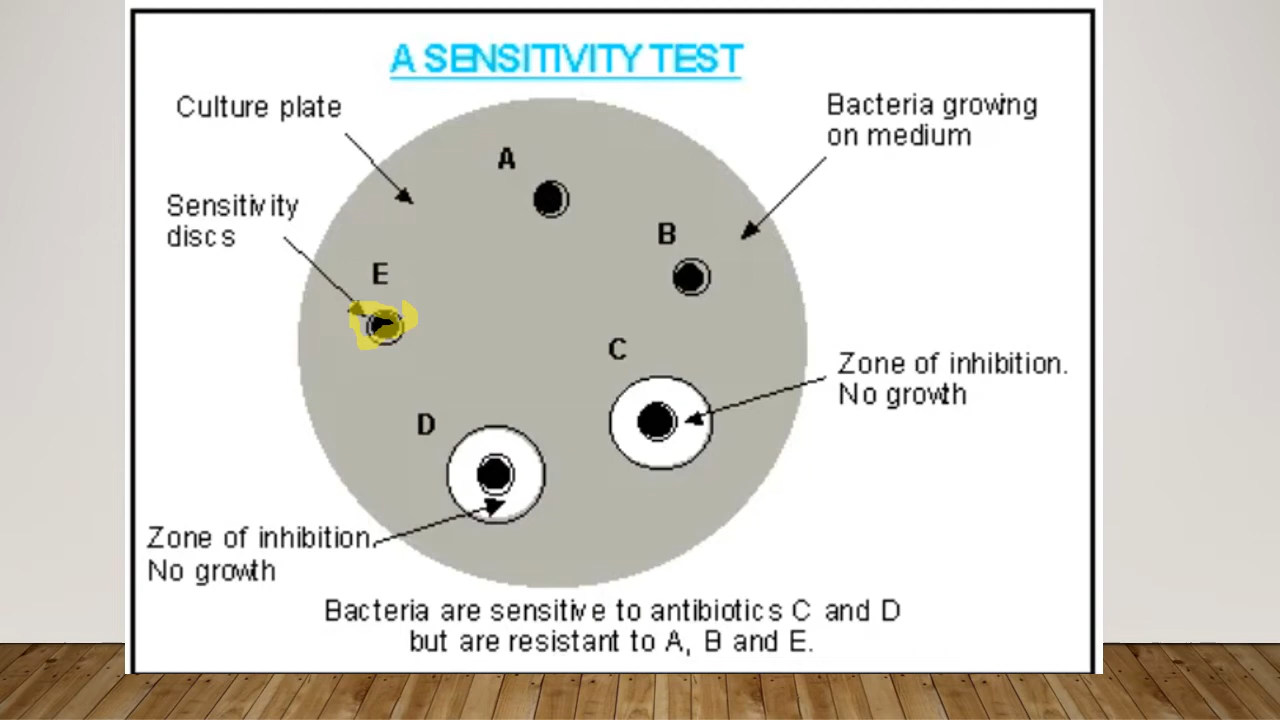 A SENSITIVITY TEST
Culture plate
Bacteria growing
on medium
A
Sensitivity
discs
B
E
C
Zone of inhibition.
No growth
D
Zone of inhibition.
No growth
Bacteria are sensitive to antibiotics C and D
but are resistant to A, B and E.